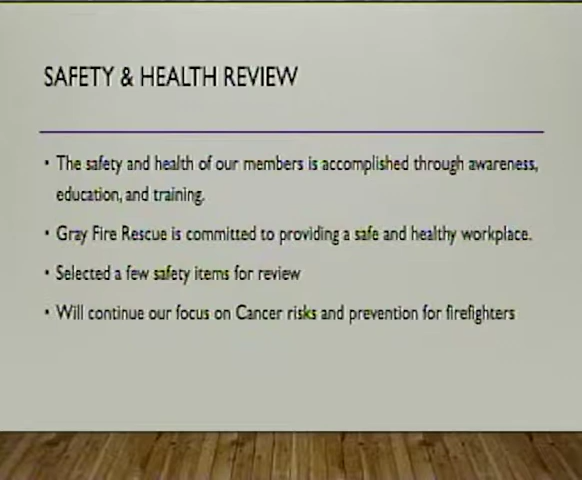 SAFETY & HEALTH REVIEW
• The safety and health of our members is accomplished through awareness,
education, and training.
• Gray Fire Rescue is committed to providing a safe and healthy workplace.
• Selected a few safety items for review
• Will continue our focus on Cancer risks and prevention for firefighters